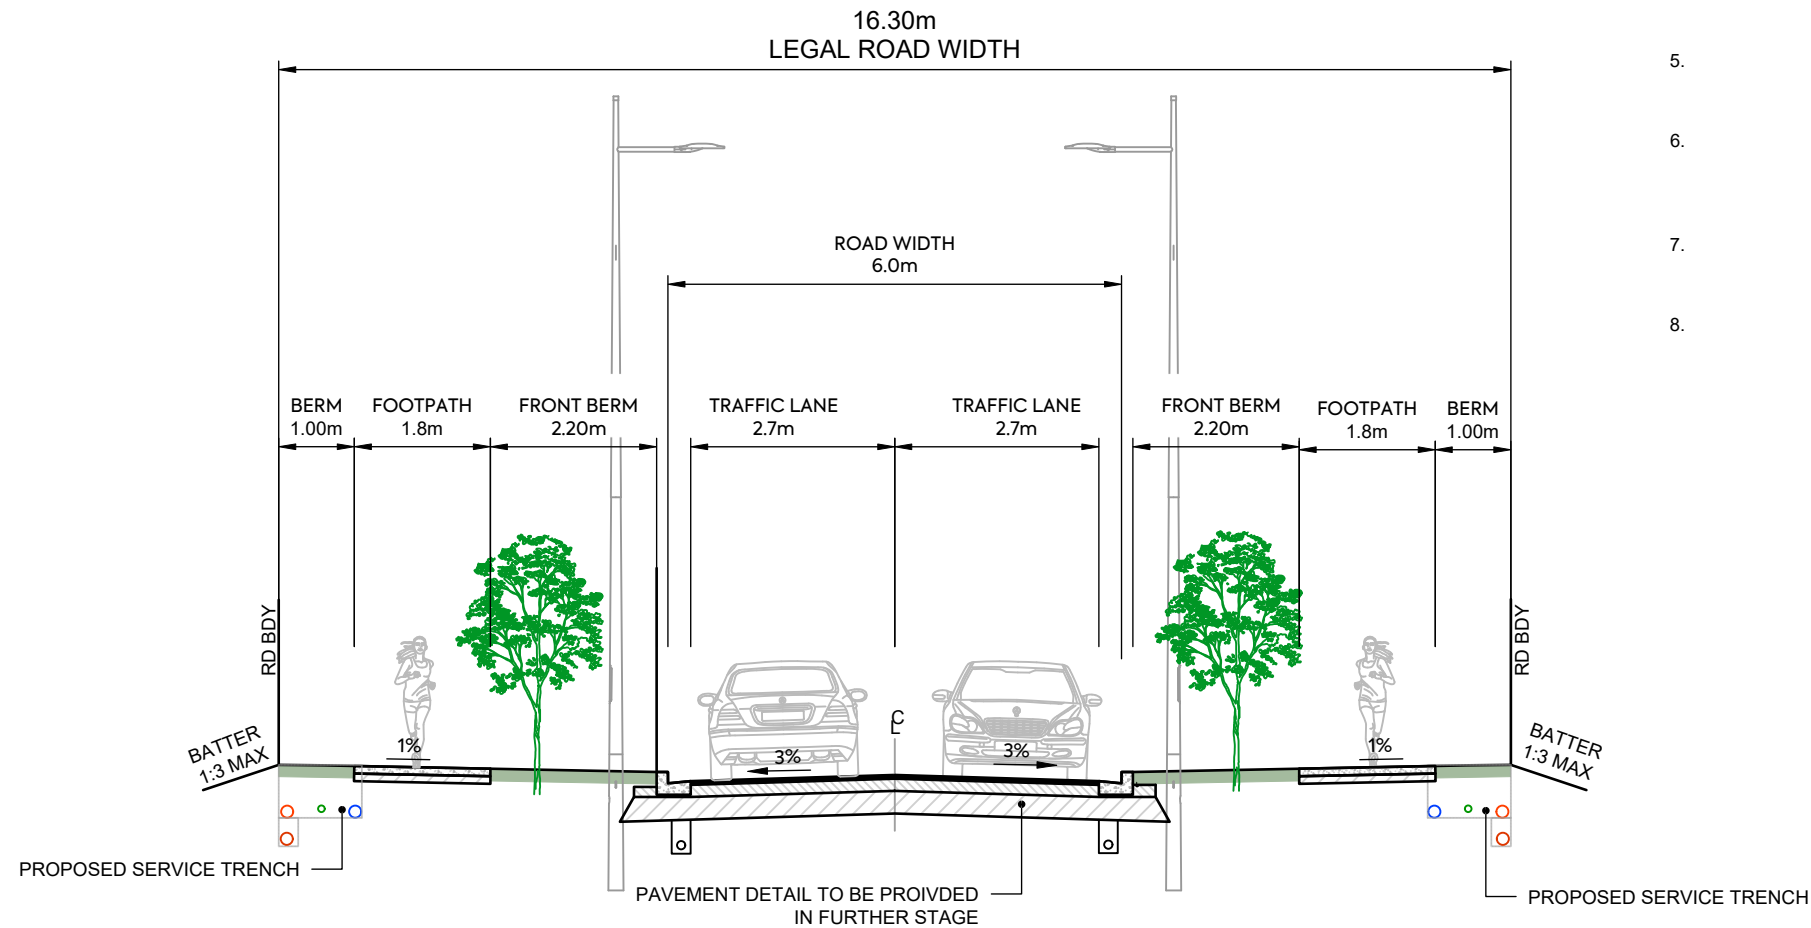 16.30m
LEGAL ROAD WIDTH
5.
6.
7.
8.
ROAD WIDTH
6.0m
BERM
1.00m
FOOTPATH
1.8m
FRONT BERM
2.20m
TRAFFIC LANE
2.7m
TRAFFIC LANE
2.7m
FRONT BERM
2.20m
FOOTPATH
1.8m
BERM
1.00m
RD BDY
RD BDY
BATTER
1:3 MAX
1%
3%
CL
3%
1%
BATTER
1:3 MAX
PROPOSED SERVICE TRENCH
PAVEMENT DETAIL TO BE PROIVDED
IN FURTHER STAGE
PROPOSED SERVICE TRENCH